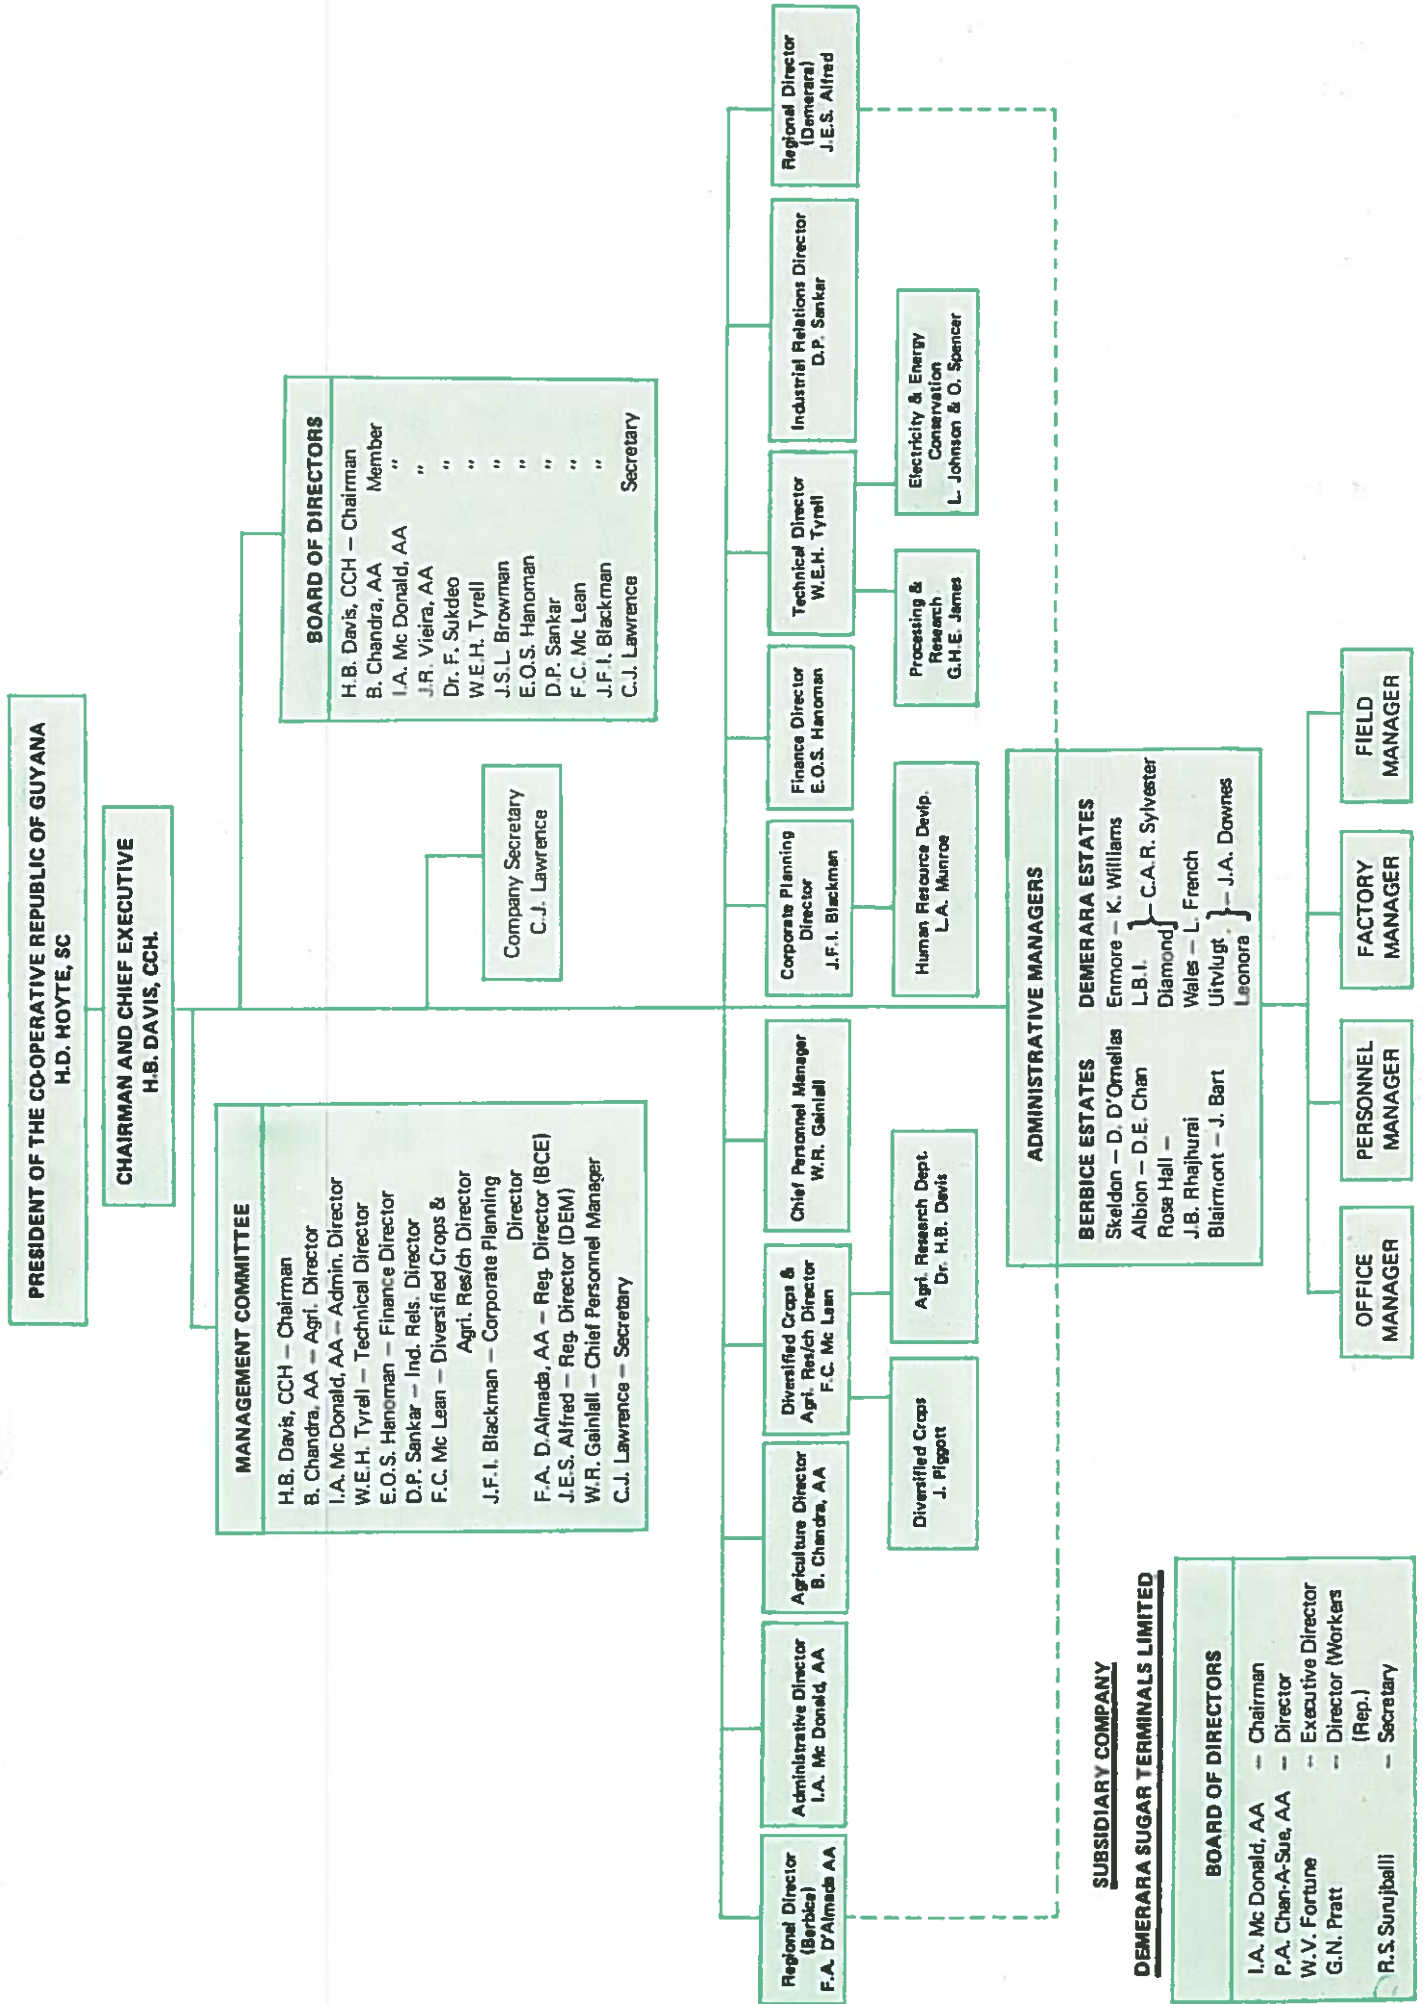 PRESIDENT OF THE CO-OPERATIVE REPUBLIC OF GUYANA
H.D. HOYTE, SC
CHAIRMAN AND CHIEF EXECUTIVE
H.B. DAVIS, CCH.
MANAGEMENT COMMITTEE
H.B. Davis, CCH – Chairman
B. Chandra, AA – Agri. Director
I.A. Mc Donald, AA – Admin. Director
W.E.H. Tyrell – Technical Director
E.O.S. Hanoman – Finance Director
D.P. Sankar – Ind. Rels. Director
F.C. Mc Lean – Diversified Crops &
Agri. Res/ch Director
J.F.I. Blackman – Corporate Planning
Director
F.A. D.Almada, AA – Reg. Director (BCE)
J.E.S. Alfred – Reg. Director (DEM)
W.R. Gainlall – Chief Personnel Manager
C.J. Lawrence – Secretary
BOARD OF DIRECTORS
H.B. Davis, CCH – Chairman
B. Chandra, AA Member
I.A. Mc Donald, AA "
J.R. Vieira, AA "
Dr. F. Sukdeo "
W.E.H. Tyrell "
J.S.L. Browman "
E.O.S. Hanoman "
D.P. Sankar "
F.C. Mc Lean "
J.F.I. Blackman "
C.J. Lawrence Secretary
Company Secretary
C.J. Lawrence
Regional Director
(Berbice)
F.A. D'Almada AA
Administrative Director
I.A. Mc Donald, AA
Agriculture Director
B. Chandra, AA
Diversified Crops &
Agri. Res/ch Director
F.C. Mc Lean
Chief Personnel Manager
W.R. Gainlall
Corporate Planning
Director
J.F.I. Blackman
Finance Director
E.O.S. Hanoman
Technical Director
W.E.H. Tyrell
Industrial Relations Director
D.P. Sankar
Regional Director
(Demerara)
J.E.S. Alfred
Diversified Crops
J. Piggott
Agri. Research Dept.
Dr. H.B. Davis
Human Resource Devlp.
L.A. Munroe
Processing &
Research
G.H.E. James
Electricity & Energy
Conservation
L. Johnson & O. Spencer
ADMINISTRATIVE MANAGERS
BERBICE ESTATES
Skeldon – D. D'Ornellas
Albion – D.E. Chan
Rose Hall –
J.B. Rhajhurai
Blairmont – J. Bart
DEMERARA ESTATES
Enmore – K. Williams
L.B.I.
Diamond } – C.A.R. Sylvester
Wales – L. French
Uitvlugt
Leonora } – J.A. Downes
OFFICE
MANAGER
PERSONNEL
MANAGER
FACTORY
MANAGER
FIELD
MANAGER
SUBSIDIARY COMPANY
DEMERARA SUGAR TERMINALS LIMITED
BOARD OF DIRECTORS
I.A. Mc Donald, AA – Chairman
P.A. Chan-A-Sue, AA – Director
W.V. Fortune – Executive Director
G.N. Pratt – Director (Workers
(Rep.)
R.S. Surujballi – Secretary